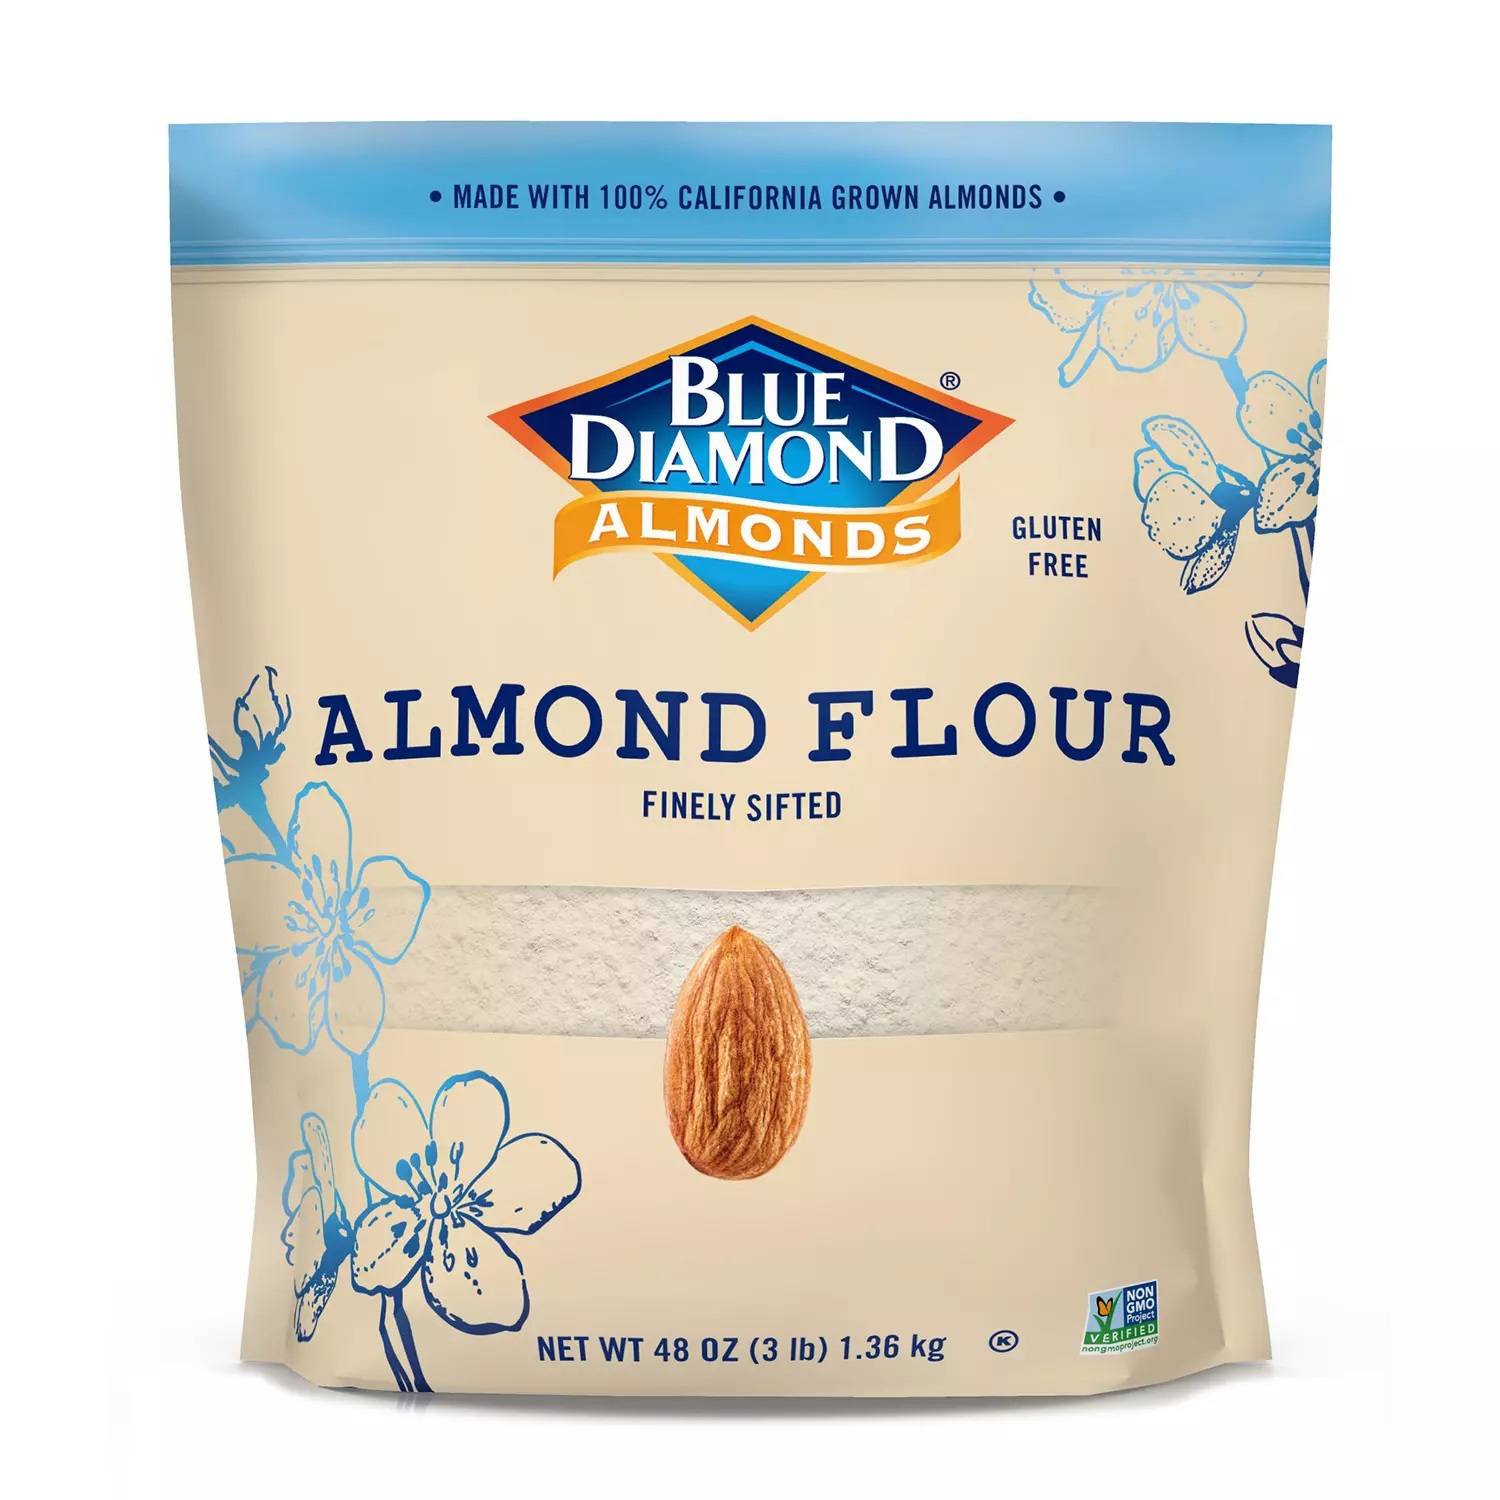 • MADE WITH 100% CALIFORNIA GROWN ALMONDS •
BLUE
DIAMOND
®
ALMONDS
GLUTEN
FREE
ALMOND FLOUR
FINELY SIFTED
NET WT 48 OZ (3 lb) 1.36 kg
K
NON
GMO
Project
VERIFIED
nongmoproject.org